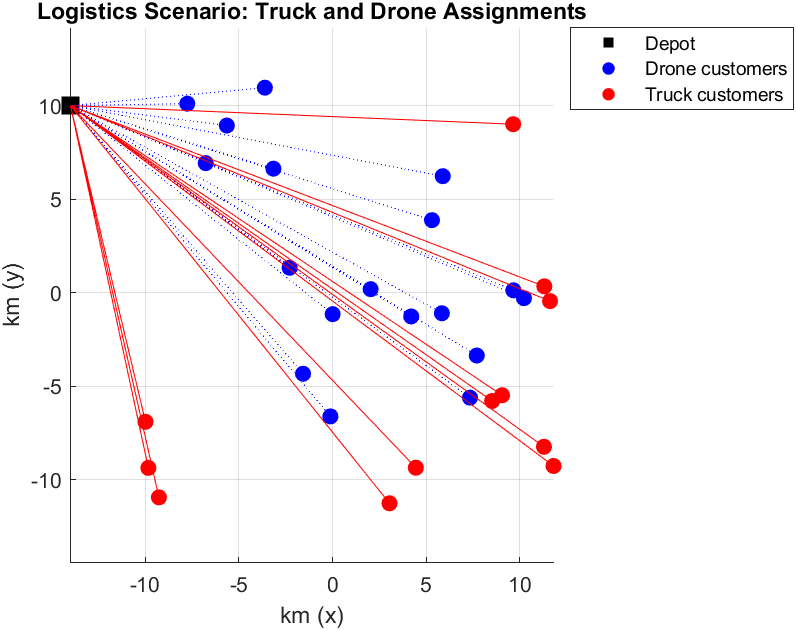 Logistics Scenario: Truck and Drone Assignments
Depot
Drone customers
Truck customers
10
5
0
-5
-10
km (y)
-10
-5
0
5
10
km (x)